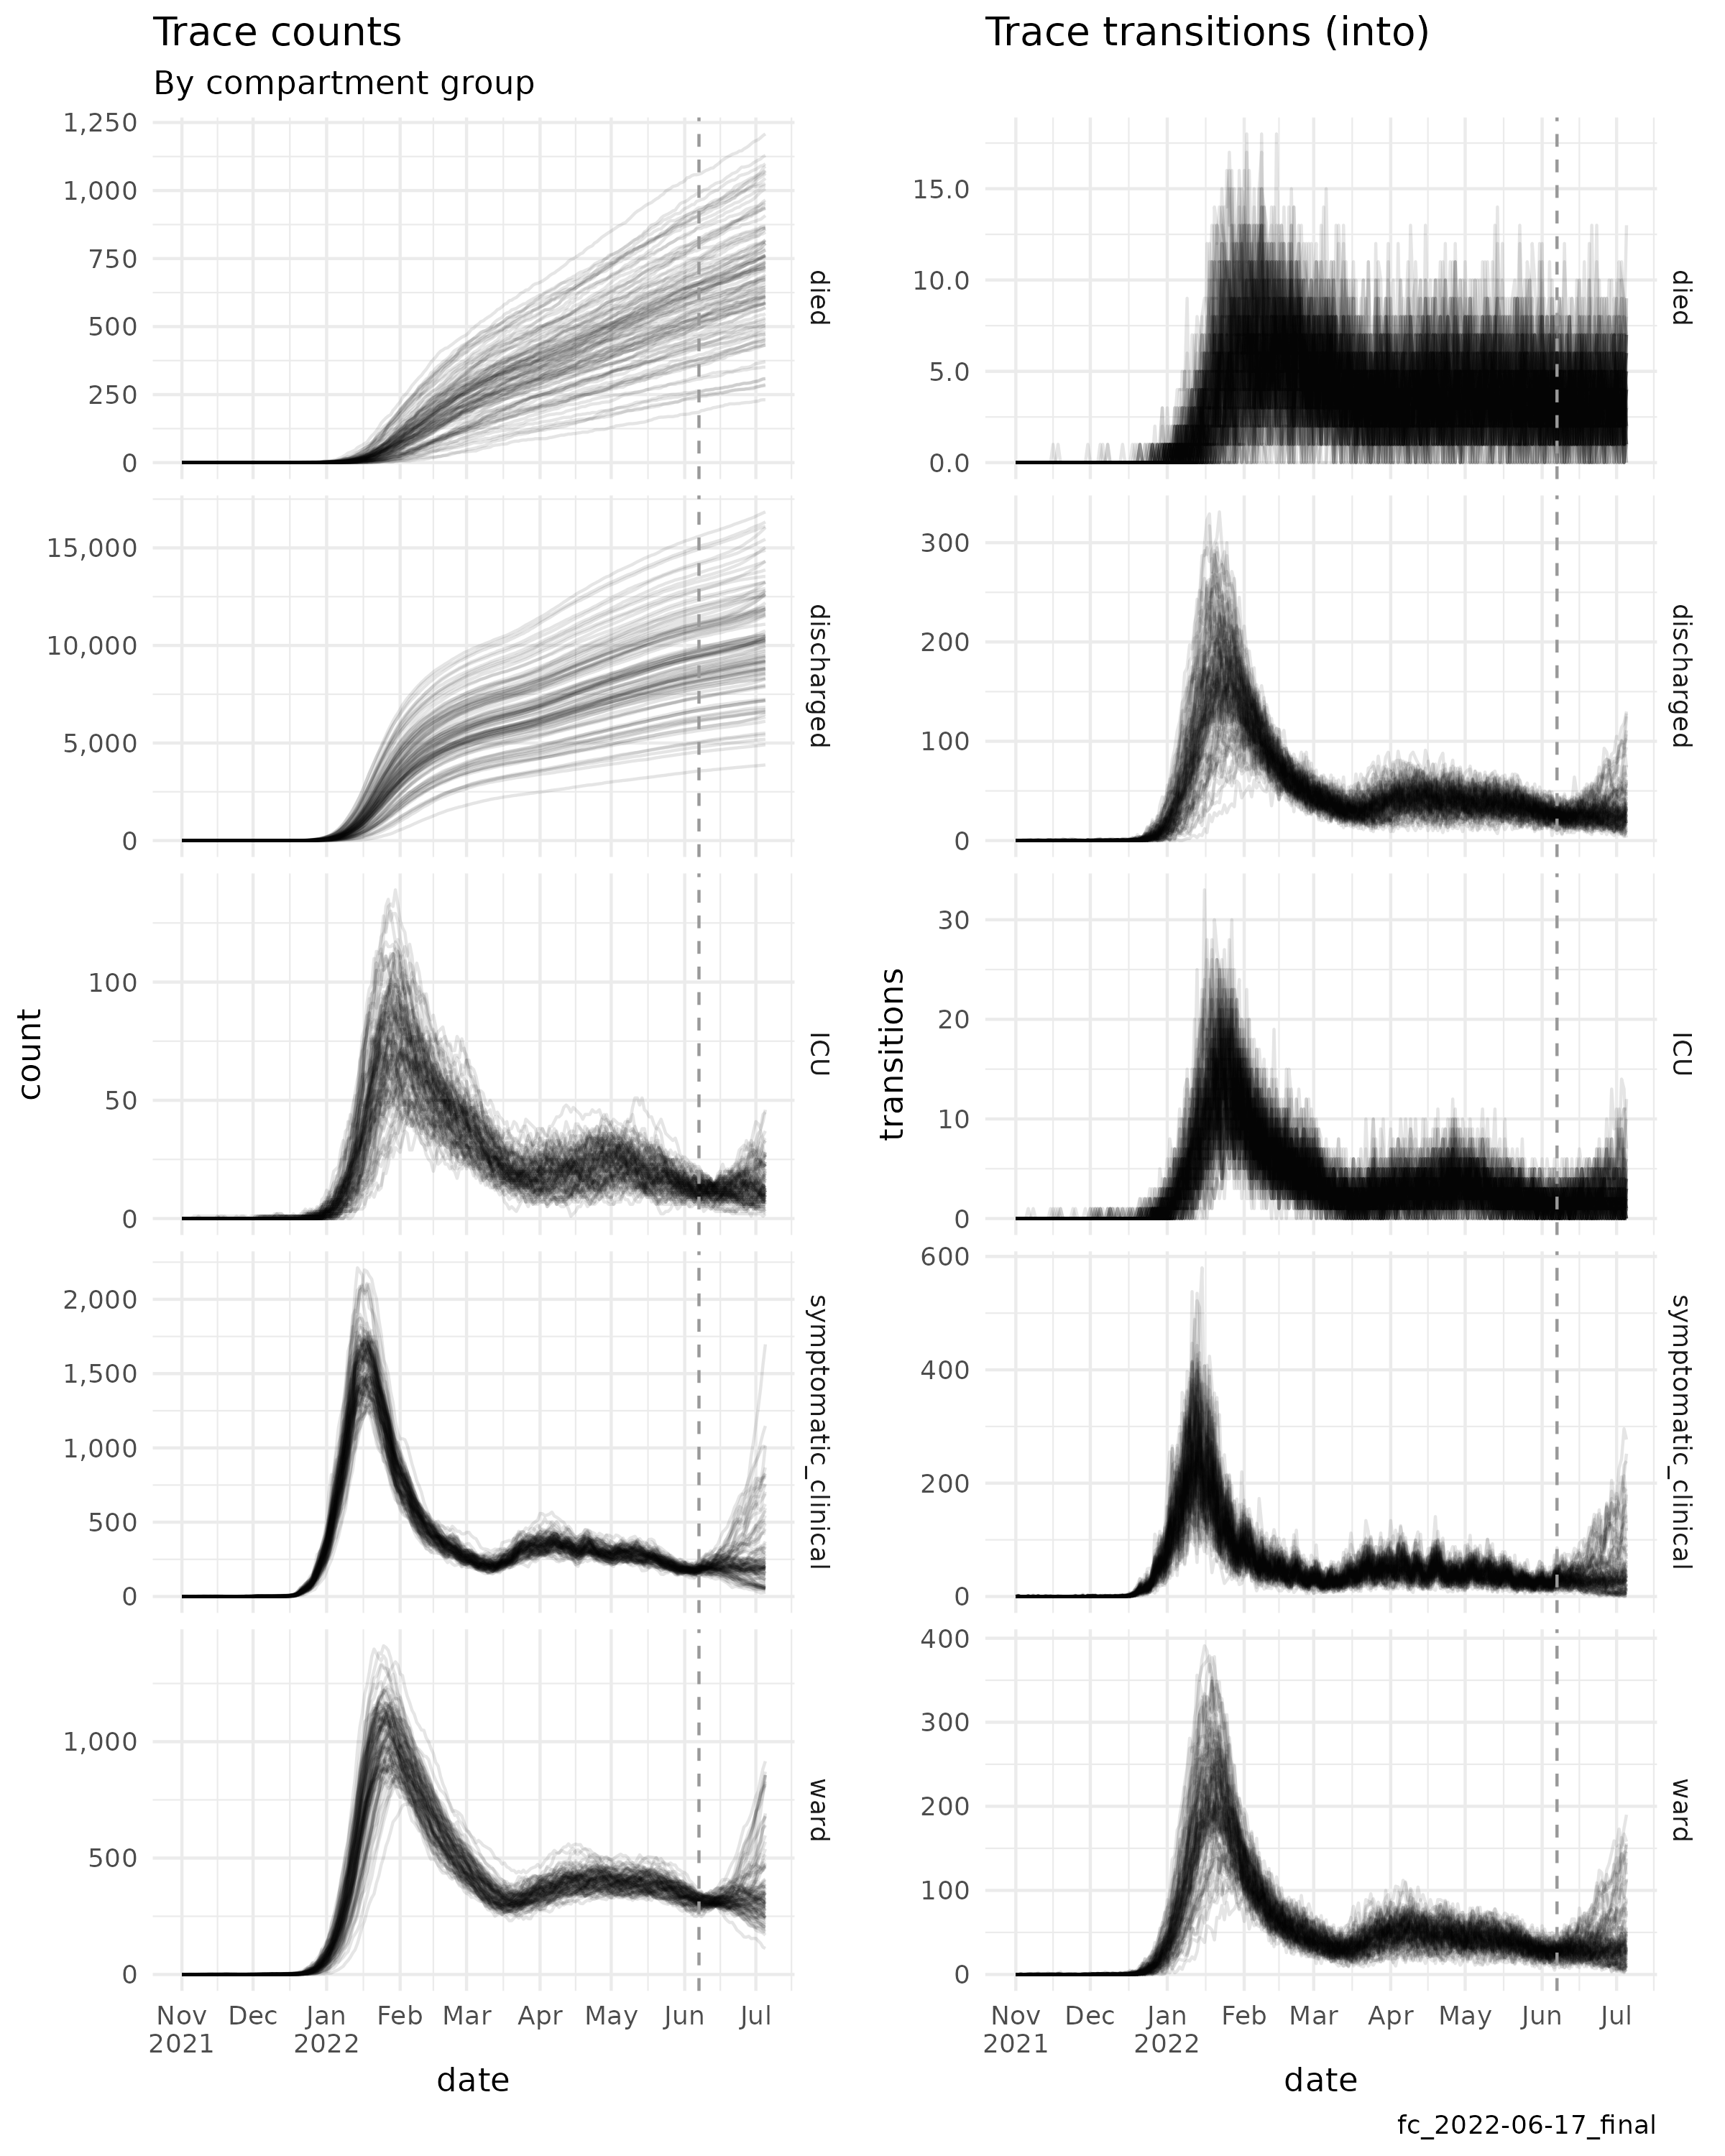 Trace counts
By compartment group
Trace transitions (into)
count
1,250
1,000
750
500
250
0
died
15,000
10,000
5,000
0
discharged
100
50
0
ICU
2,000
1,500
1,000
500
0
symptomatic_clinical
1,000
500
0
ward
Nov Dec Jan Feb Mar Apr May Jun Jul
2021 2022
date
transitions
15.0
10.0
5.0
0.0
died
300
200
100
0
discharged
30
20
10
0
ICU
600
400
200
0
symptomatic_clinical
400
300
200
100
0
ward
Nov Dec Jan Feb Mar Apr May Jun Jul
2021 2022
date
fc_2022-06-17_final